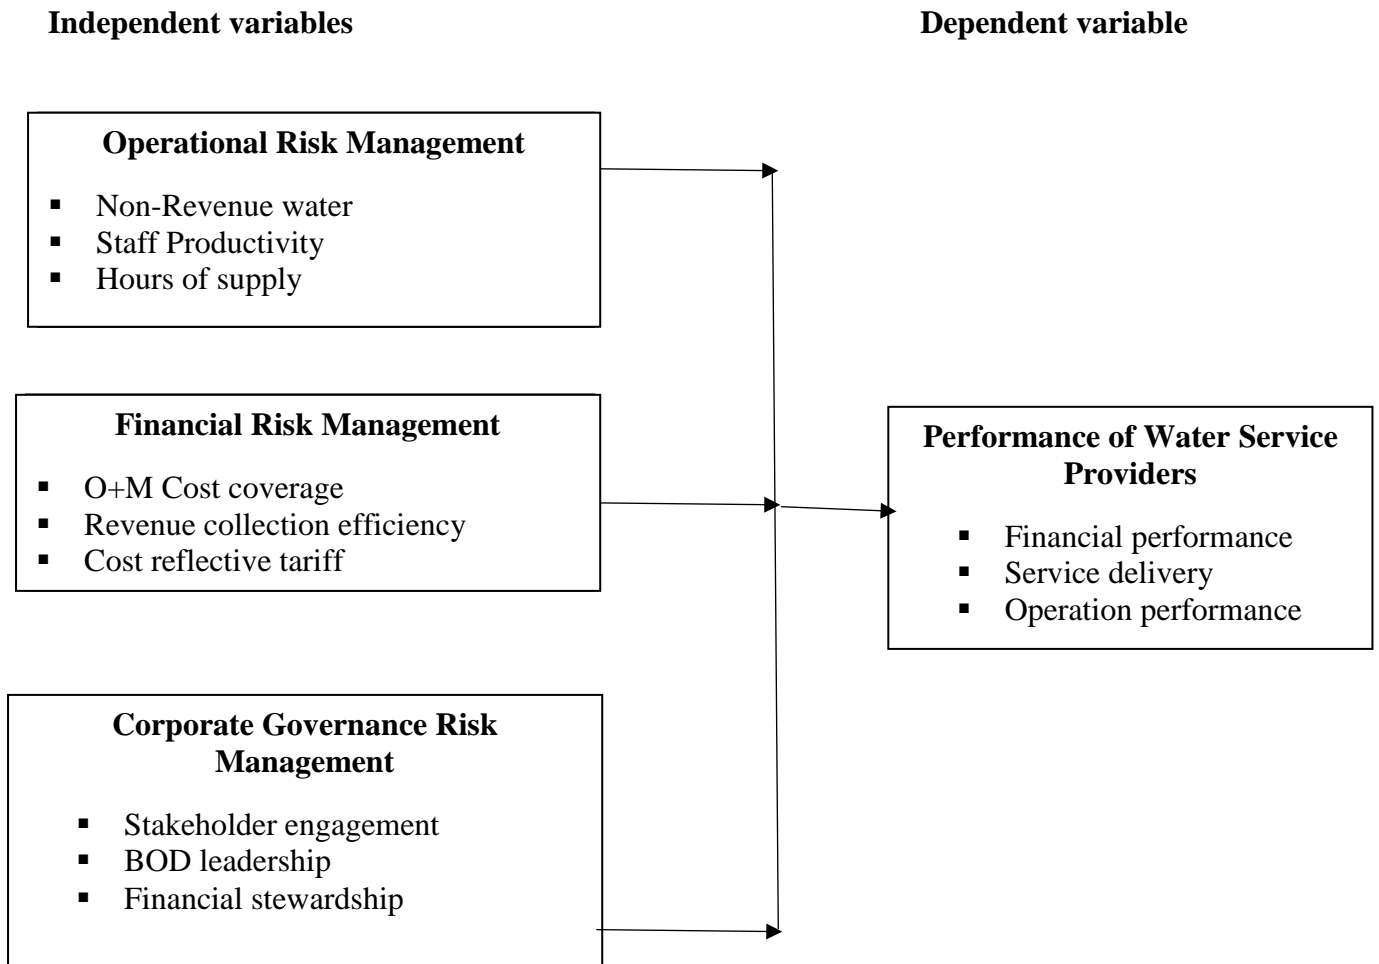 Independent variables
Dependent variable
Operational Risk Management
▪ Non-Revenue water
▪ Staff Productivity
▪ Hours of supply
Financial Risk Management
▪ O+M Cost coverage
▪ Revenue collection efficiency
▪ Cost reflective tariff
Performance of Water Service
Providers
▪ Financial performance
▪ Service delivery
▪ Operation performance
Corporate Governance Risk
Management
▪ Stakeholder engagement
▪ BOD leadership
▪ Financial stewardship